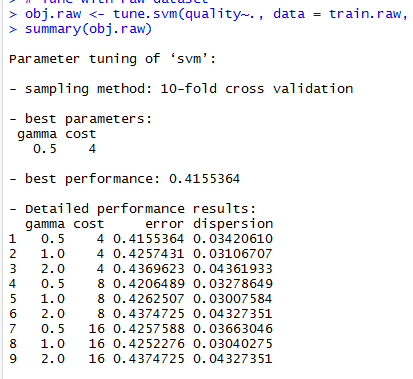 > # Tune with raw dataset
> obj.raw <- tune.svm(quality~., data = train.raw,
> summary(obj.raw)
Parameter tuning of ‘svm’:
- sampling method: 10-fold cross validation
- best parameters:
gamma cost
0.5 4
- best performance: 0.4155364
- Detailed performance results:
gamma cost error dispersion
1 0.5 4 0.4155364 0.03420610
2 1.0 4 0.4257431 0.03106707
3 2.0 4 0.4369623 0.04361933
4 0.5 8 0.4206489 0.03278649
5 1.0 8 0.4262507 0.03007584
6 2.0 8 0.4374725 0.04327351
7 0.5 16 0.4257588 0.03663046
8 1.0 16 0.4252276 0.03040275
9 2.0 16 0.4374725 0.04327351